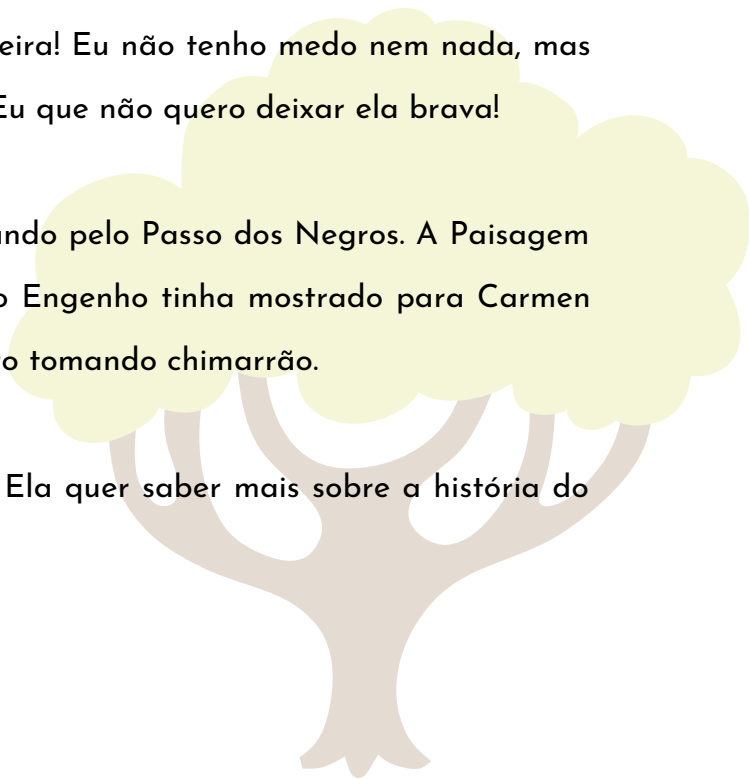 eira! Eu não tenho medo nem nada, mas
Eu que não quero deixar ela brava!
ando pelo Passo dos Negros. A Paisagem
o Engenho tinha mostrado para Carmen
o tomando chimarrão.
Ela quer saber mais sobre a história do